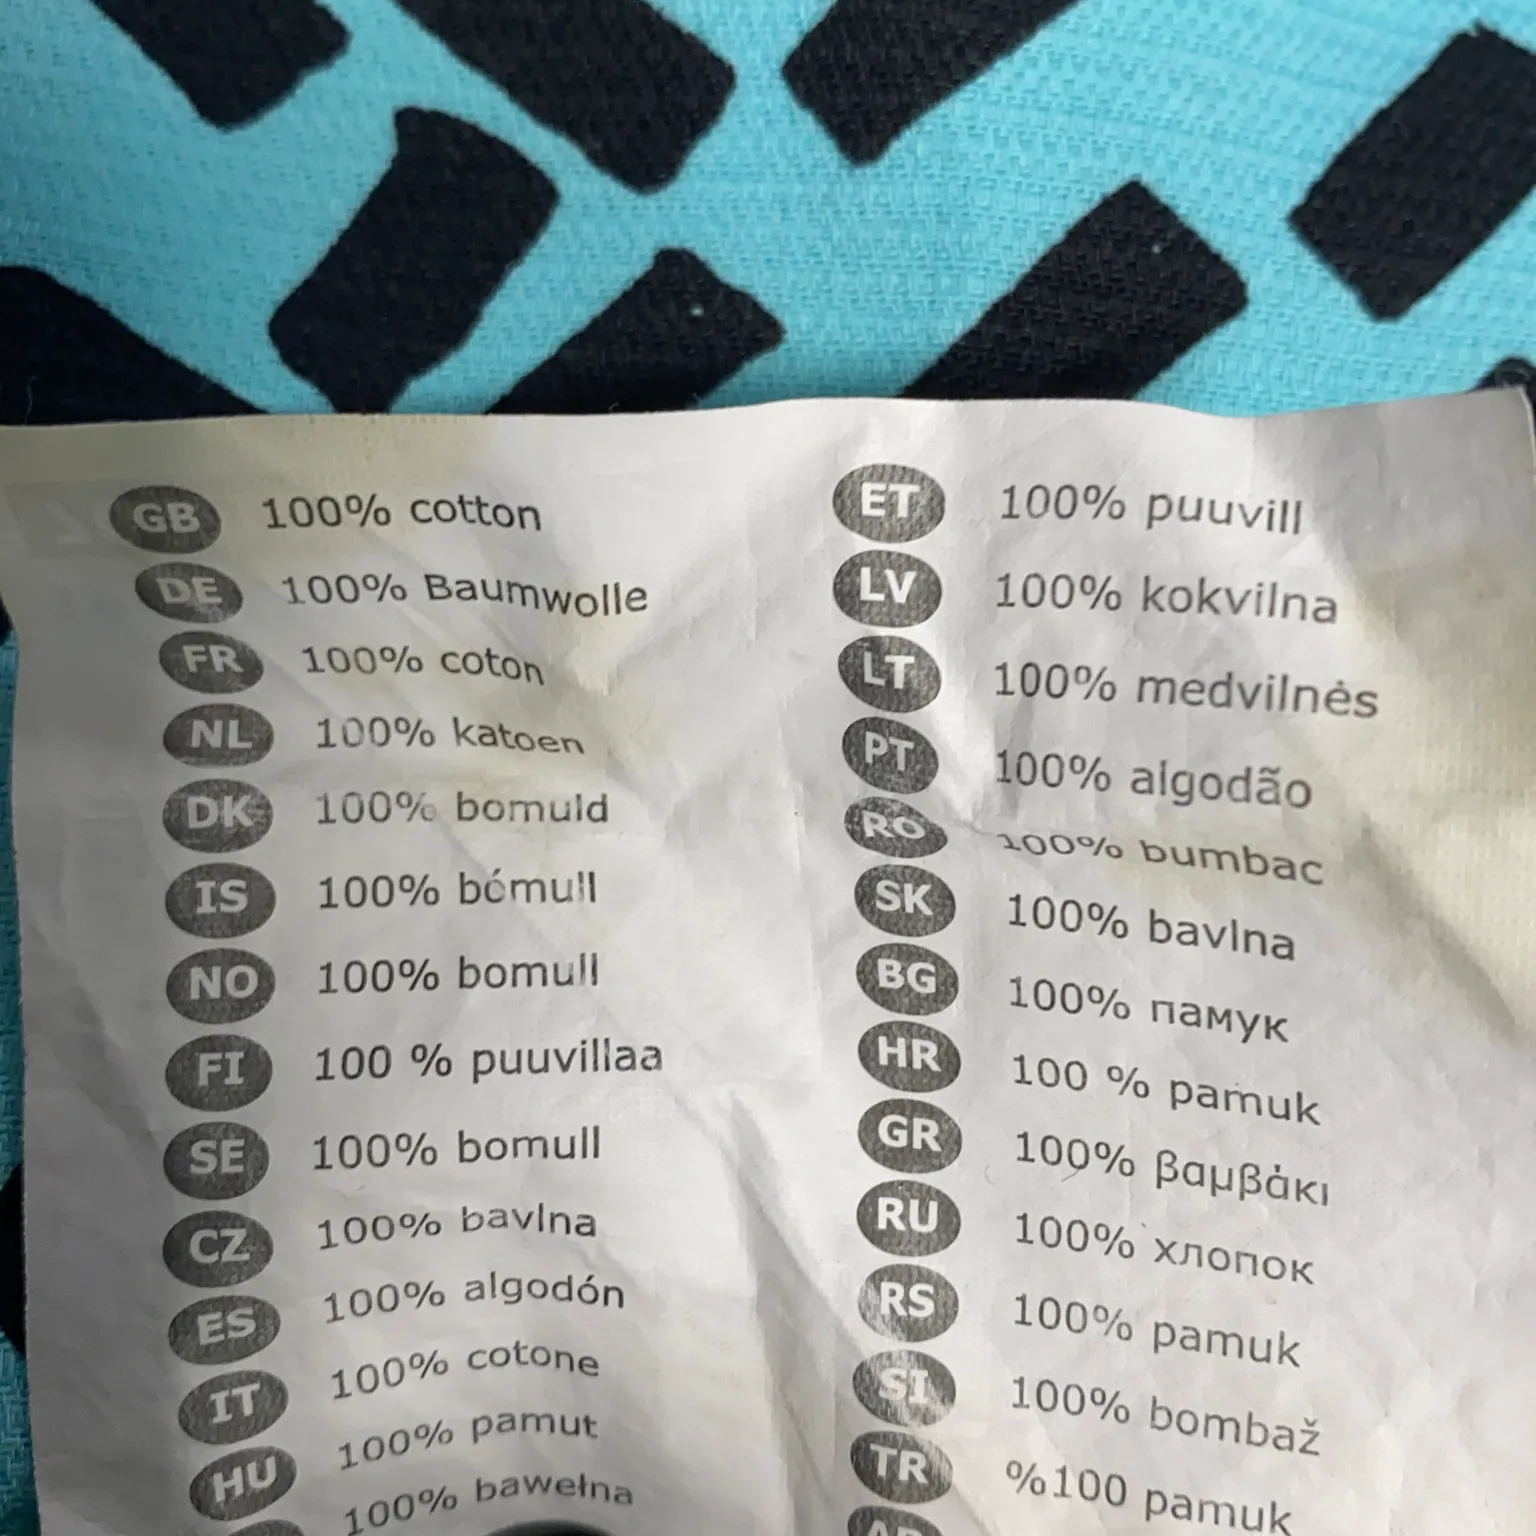 GB 100% cotton
DE 100% Baumwolle
FR 100% coton
NL 100% katoen
DK 100% bomuld
IS 100% bómull
NO 100% bomull
FI 100 % puuvillaa
SE 100% bomull
CZ 100% bavlna
ES 100% algodón
IT 100% cotone
HU 100% pamut
100% bawełna
ET 100% puuvill
LV 100% kokvilna
LT 100% medvilnės
PT 100% algodão
RO 100% bumbac
SK 100% bavlna
BG 100% памук
HR 100 % pamuk
GR 100% βαμβάκι
RU 100% хлопок
RS 100% pamuk
SI 100% bombaž
TR %100 pamuk